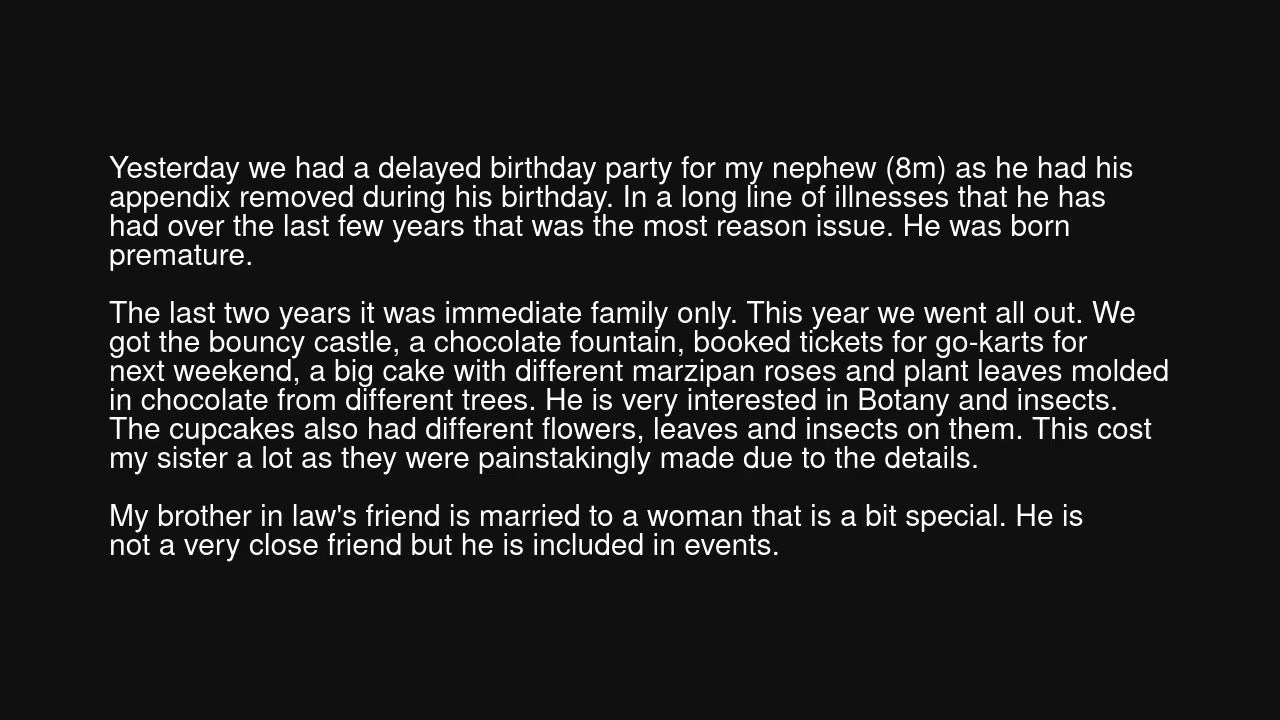 Yesterday we had a delayed birthday party for my nephew (8m) as he had his
appendix removed during his birthday. In a long line of illnesses that he has
had over the last few years that was the most reason issue. He was born
premature.
The last two years it was immediate family only. This year we went all out. We
got the bouncy castle, a chocolate fountain, booked tickets for go-karts for
next weekend, a big cake with different marzipan roses and plant leaves molded
in chocolate from different trees. He is very interested in Botany and insects.
The cupcakes also had different flowers, leaves and insects on them. This cost
my sister a lot as they were painstakingly made due to the details.
My brother in law's friend is married to a woman that is a bit special. He is
not a very close friend but he is included in events.